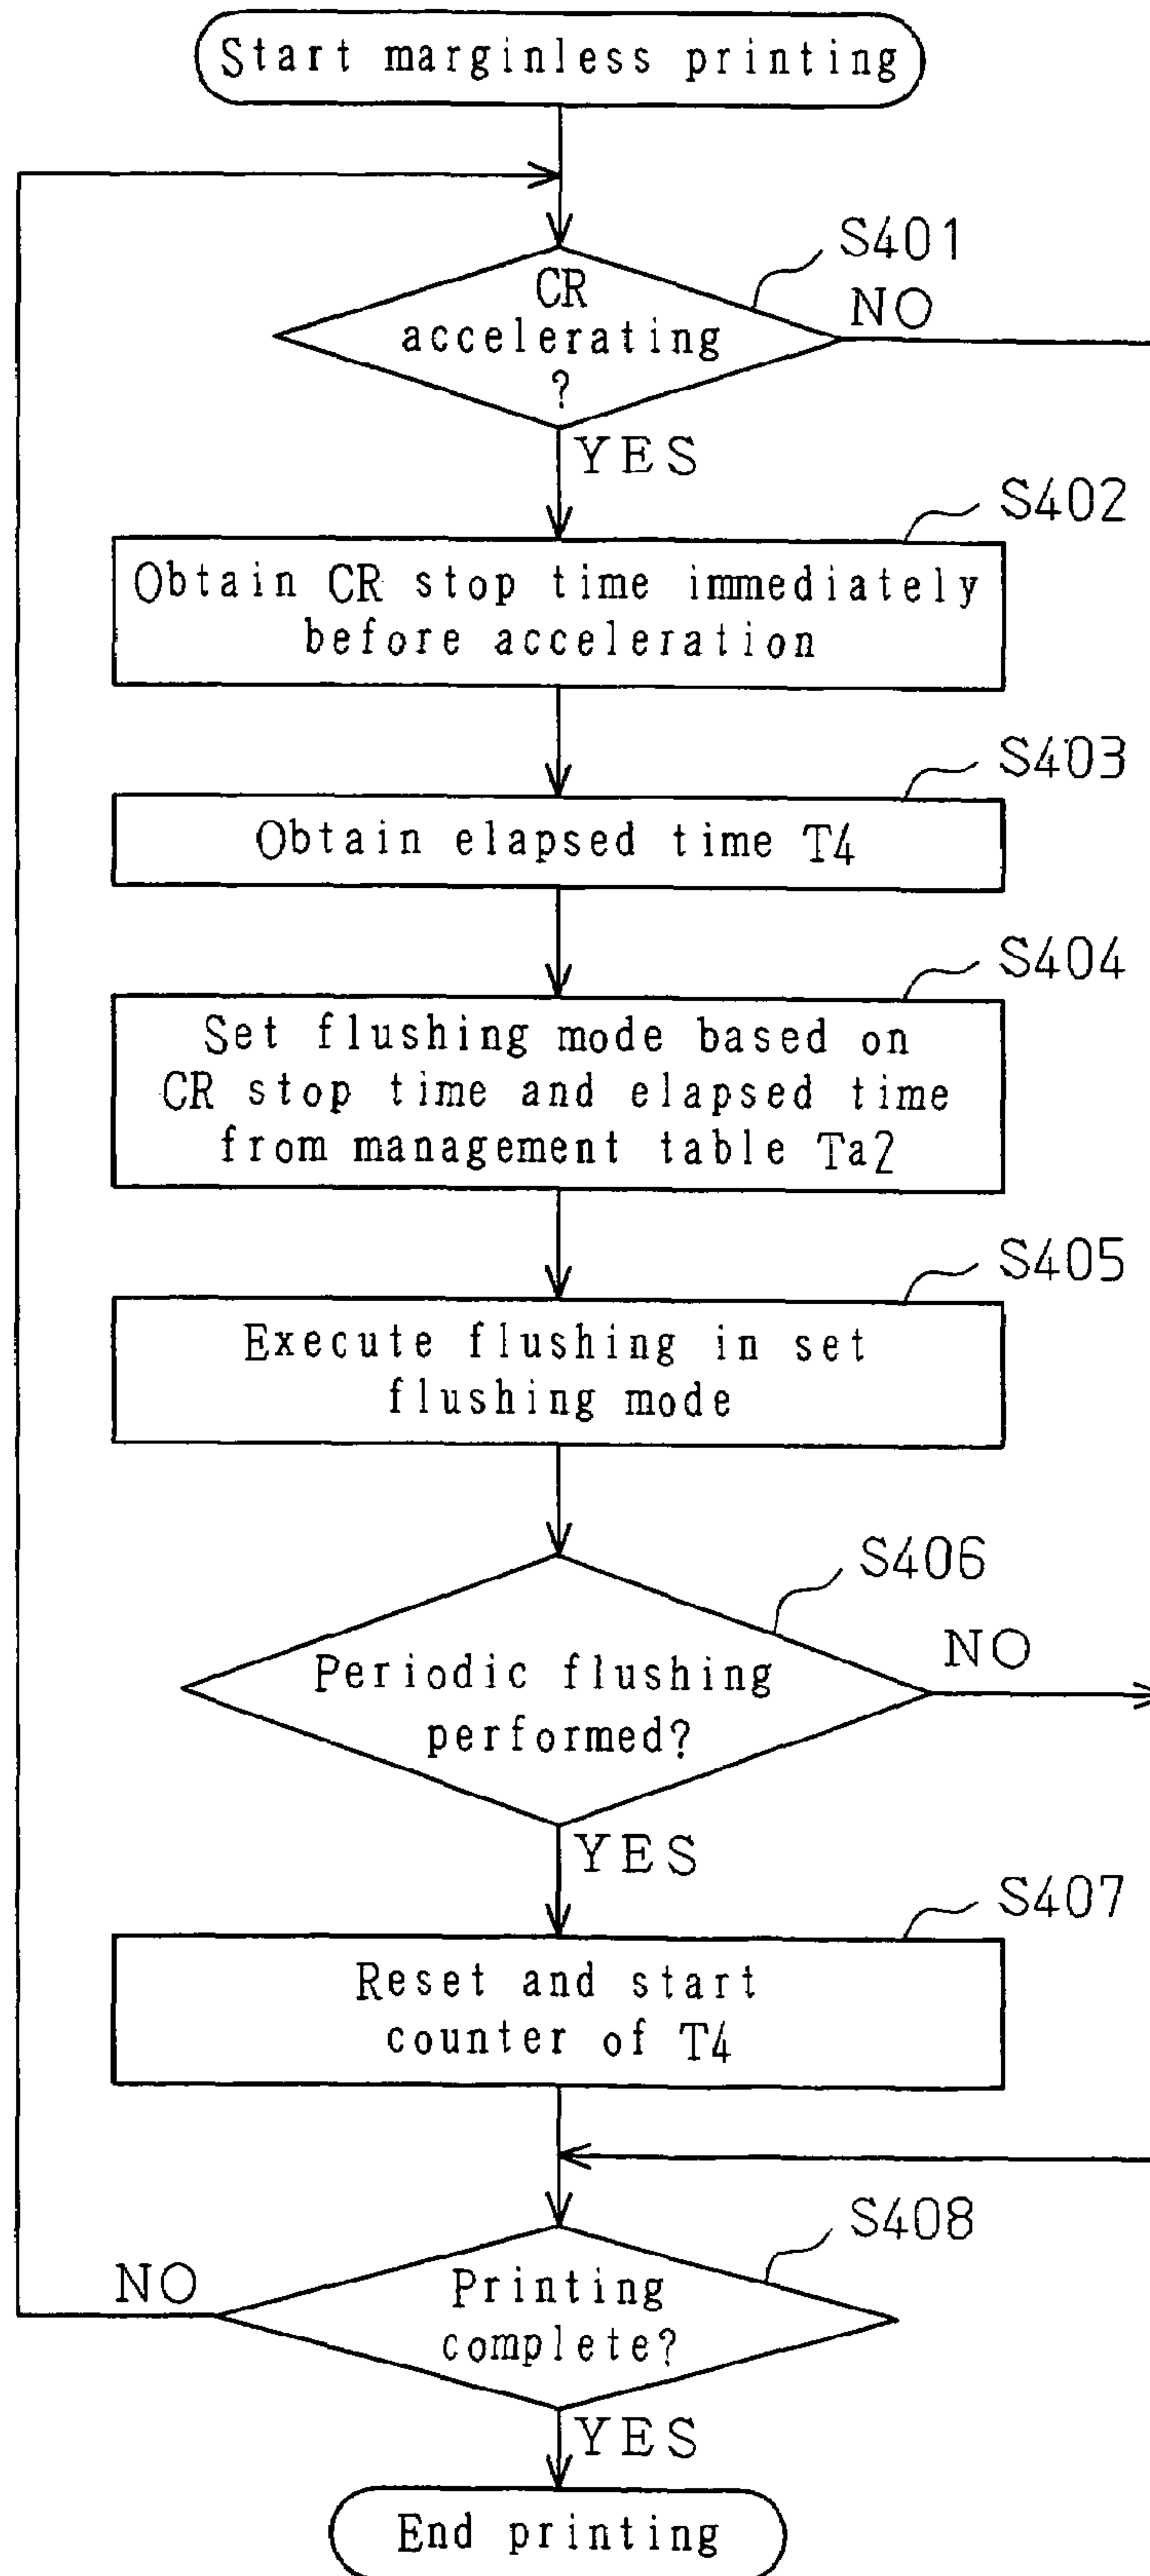 Start marginless printing
S401
CR
accelerating
?
NO
YES
S402
Obtain CR stop time immediately
before acceleration
S403
Obtain elapsed time T4
S404
Set flushing mode based on
CR stop time and elapsed time
from management table Ta2
S405
Execute flushing in set
flushing mode
S406
Periodic flushing
performed?
NO
YES
S407
Reset and start
counter of T4
S408
Printing
complete?
NO
YES
End printing